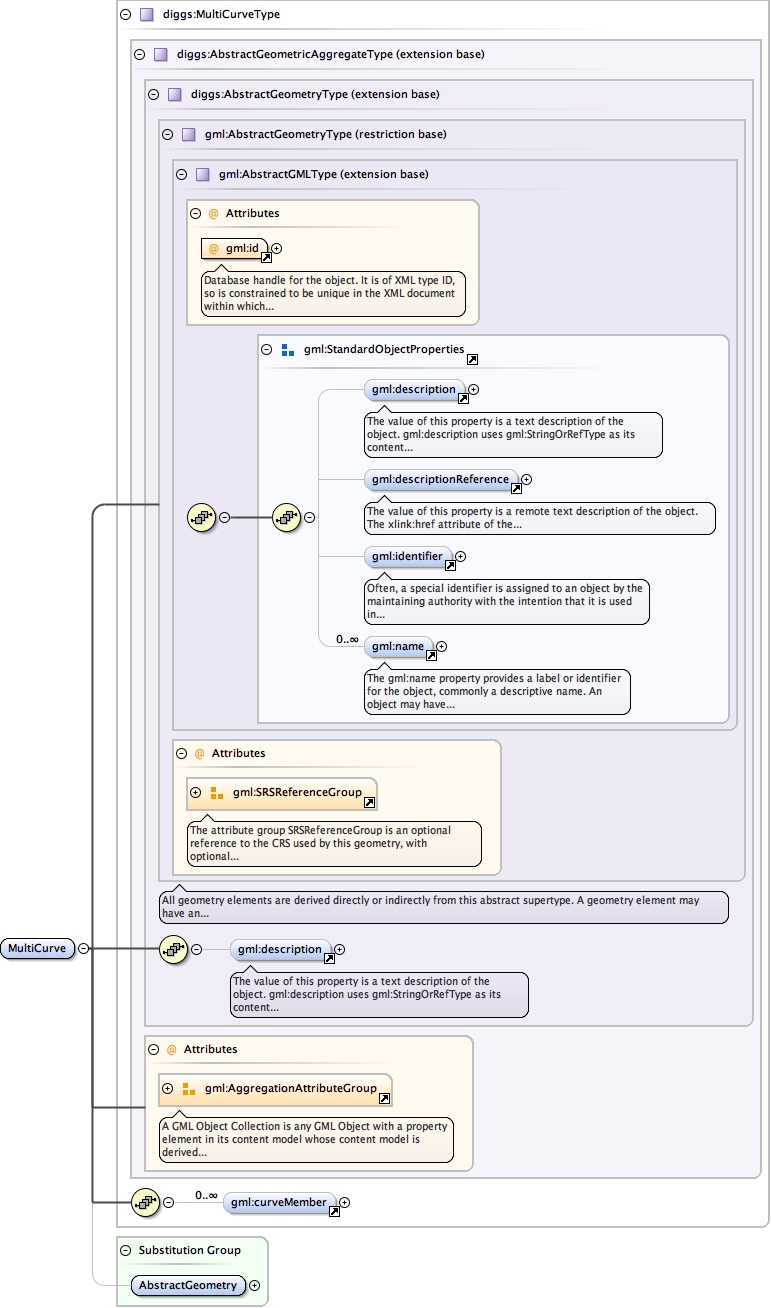 diggs:MultiCurveType
diggs:AbstractGeometricAggregateType (extension base)
diggs:AbstractGeometryType (extension base)
gml:AbstractGeometryType (restriction base)
gml:AbstractGMLType (extension base)
@ Attributes
@ gml:id
Database handle for the object. It is of XML type ID,
so is constrained to be unique in the XML document
within which...
gml:StandardObjectProperties
gml:description
The value of this property is a text description of the
object. gml:description uses gml:StringOrRefType as its
content...
gml:descriptionReference
The value of this property is a remote text description of the object.
The xlink:href attribute of the...
gml:identifier
Often, a special identifier is assigned to an object by the
maintaining authority with the intention that it is used
in...
0..∞ gml:name
The gml:name property provides a label or identifier
for the object, commonly a descriptive name. An
object may have...
@ Attributes
gml:SRSReferenceGroup
The attribute group SRSReferenceGroup is an optional
reference to the CRS used by this geometry, with
optional...
All geometry elements are derived directly or indirectly from this abstract supertype. A geometry element may
have an...
MultiCurve
gml:description
The value of this property is a text description of the
object. gml:description uses gml:StringOrRefType as its
content...
@ Attributes
gml:AggregationAttributeGroup
A GML Object Collection is any GML Object with a property
element in its content model whose content model is
derived...
0..∞ gml:curveMember
Substitution Group
AbstractGeometry